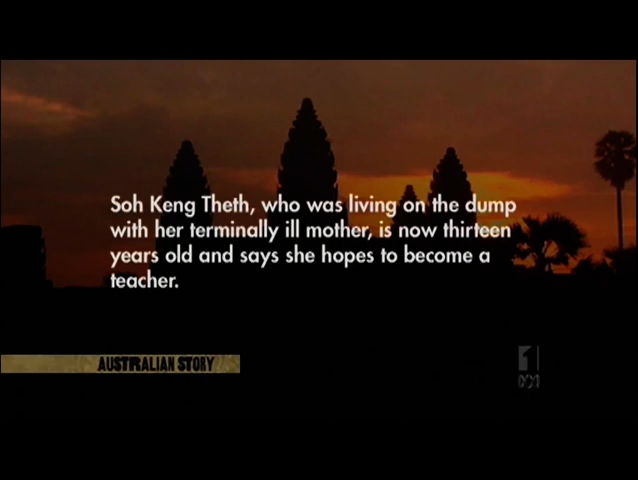 Soh Keng Theth, who was living on the dump
with her terminally ill mother, is now thirteen
years old and says she hopes to become a
teacher.
AUSTRALIAN STORY
1